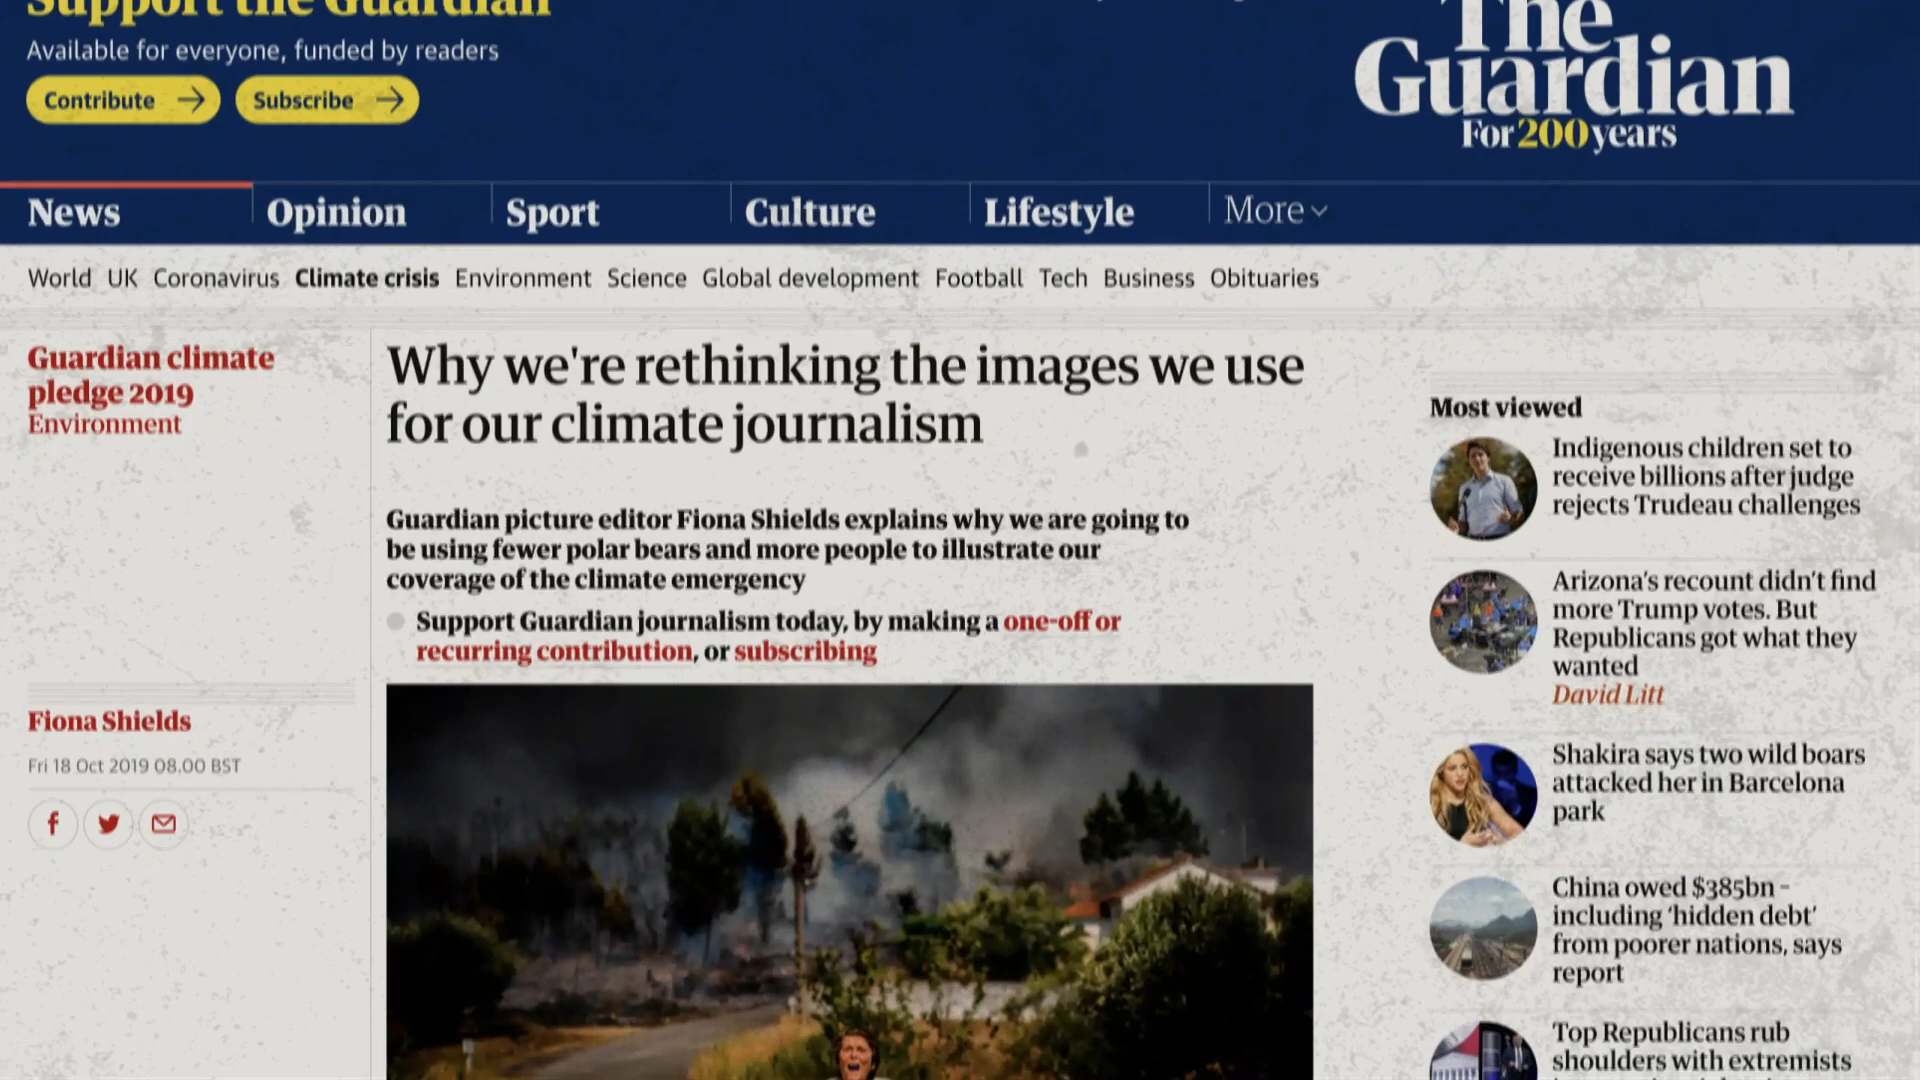 Support the Guardian
Available for everyone, funded by readers
Contribute
Subscribe
The
Guardian
For 200 years
News
Opinion
Sport
Culture
Lifestyle
More
World UK Coronavirus Climate crisis Environment Science Global development Football Tech Business Obituaries
Guardian climate
pledge 2019
Environment
Why we're rethinking the images we use
for our climate journalism
Guardian picture editor Fiona Shields explains why we are going to
be using fewer polar bears and more people to illustrate our
coverage of the climate emergency
Support Guardian journalism today, by making a one-off or
recurring contribution, or subscribing
Fiona Shields
Fri 18 Oct 2019 08.00 BST
Most viewed
Indigenous children set to
receive billions after judge
rejects Trudeau challenges
Arizona's recount didn't find
more Trump votes. But
Republicans got what they
wanted
David Litt
Shakira says two wild boars
attacked her in Barcelona
park
China owed $385bn –
including 'hidden debt'
from poorer nations, says
report
Top Republicans rub
shoulders with extremists